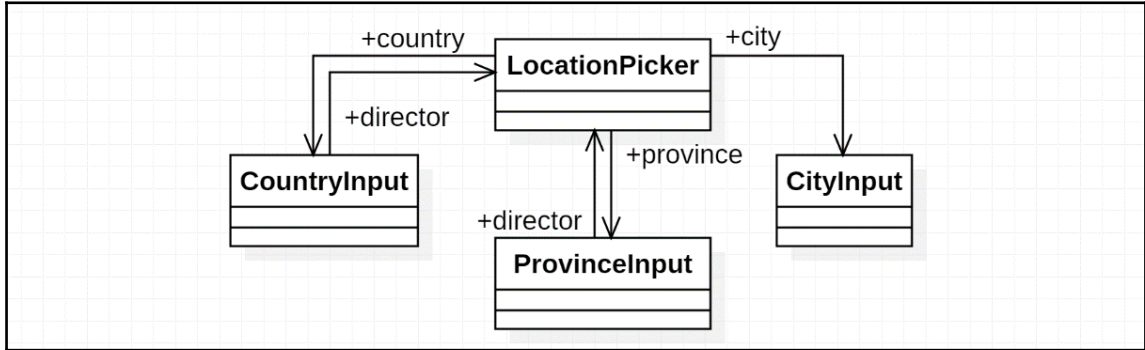 +country
+city
LocationPicker
+director
+province
CountryInput
CityInput
+director
ProvinceInput